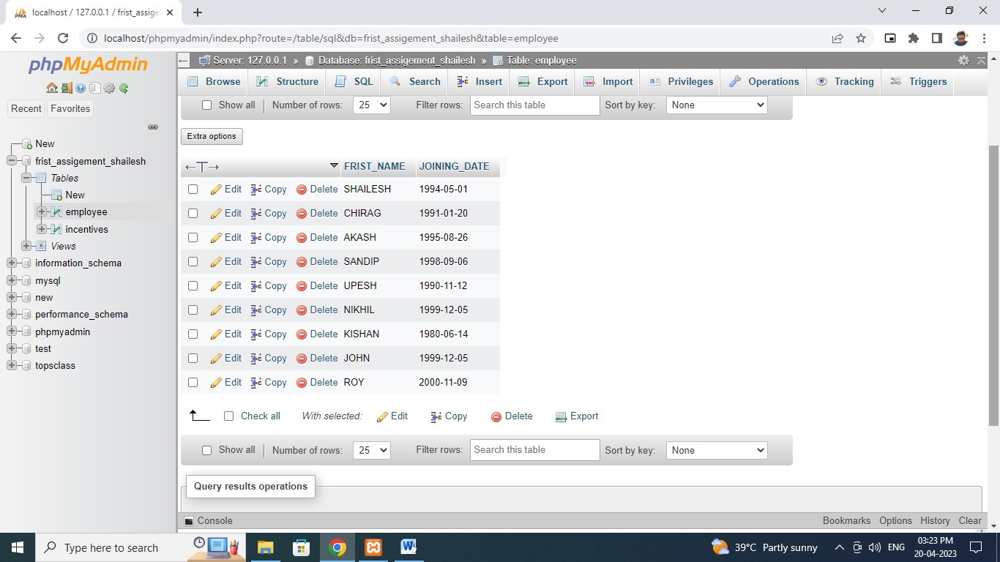 localhost / 127.0.0.1 / frist_assige
localhost/phpmyadmin/index.php?route=/table/sql&db=frist_assigement_shailesh&table=employee
phpMyAdmin
Recent Favorites
New
frist_assigement_shailesh
Tables
New
employee
incentives
Views
information_schema
mysql
new
performance_schema
phpmyadmin
test
topsclass
Server: 127.0.0.1 » Database: frist_assigement_shailesh » Table: employee
Browse Structure SQL Search Insert Export Import Privileges Operations Tracking Triggers
Show all Number of rows: 25 Filter rows: Search this table Sort by key: None
Extra options
FRIST_NAME JOINING_DATE
Edit Copy Delete SHAILESH 1994-05-01
Edit Copy Delete CHIRAG 1991-01-20
Edit Copy Delete AKASH 1995-08-26
Edit Copy Delete SANDIP 1998-09-06
Edit Copy Delete UPESH 1990-11-12
Edit Copy Delete NIKHIL 1999-12-05
Edit Copy Delete KISHAN 1980-06-14
Edit Copy Delete JOHN 1999-12-05
Edit Copy Delete ROY 2000-11-09
Check all With selected: Edit Copy Delete Export
Show all Number of rows: 25 Filter rows: Search this table Sort by key: None
Query results operations
Console Bookmarks Options History Clear
Type here to search
39°C Partly sunny ENG
03:23 PM
20-04-2023